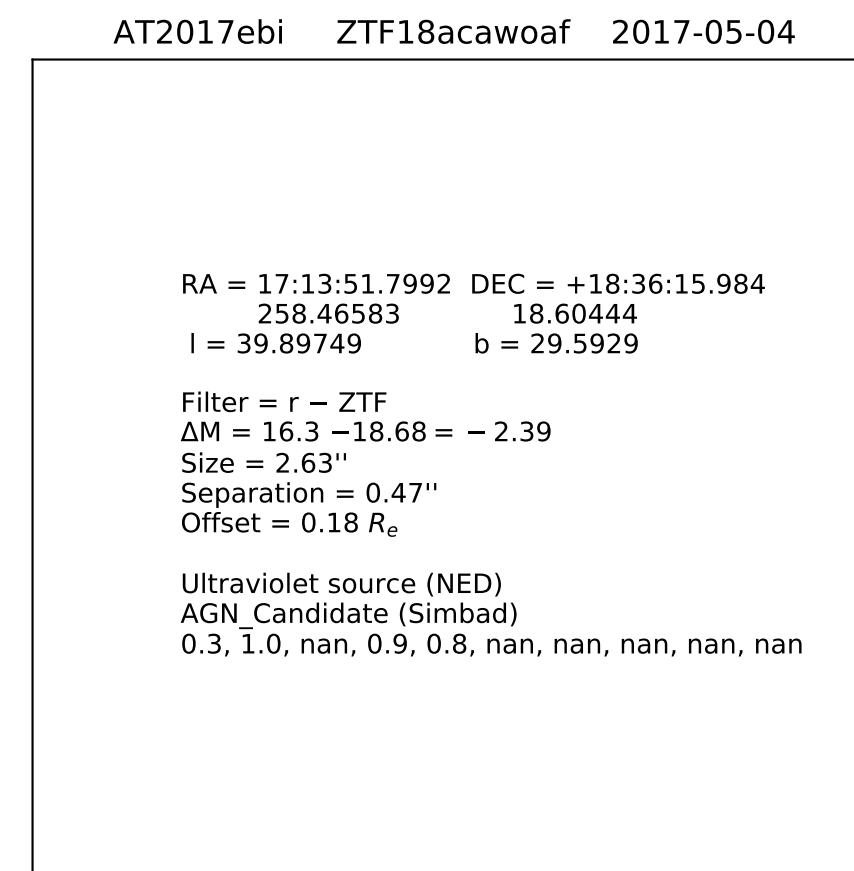 AT2017ebi ZTF18acawoaf 2017-05-04
RA = 17:13:51.7992 DEC = +18:36:15.984
258.46583 18.60444
l = 39.89749 b = 29.5929
Filter = r − ZTF
ΔM = 16.3 −18.68 = − 2.39
Size = 2.63''
Separation = 0.47''
Offset = 0.18 Re
Ultraviolet source (NED)
AGN_Candidate (Simbad)
0.3, 1.0, nan, 0.9, 0.8, nan, nan, nan, nan, nan